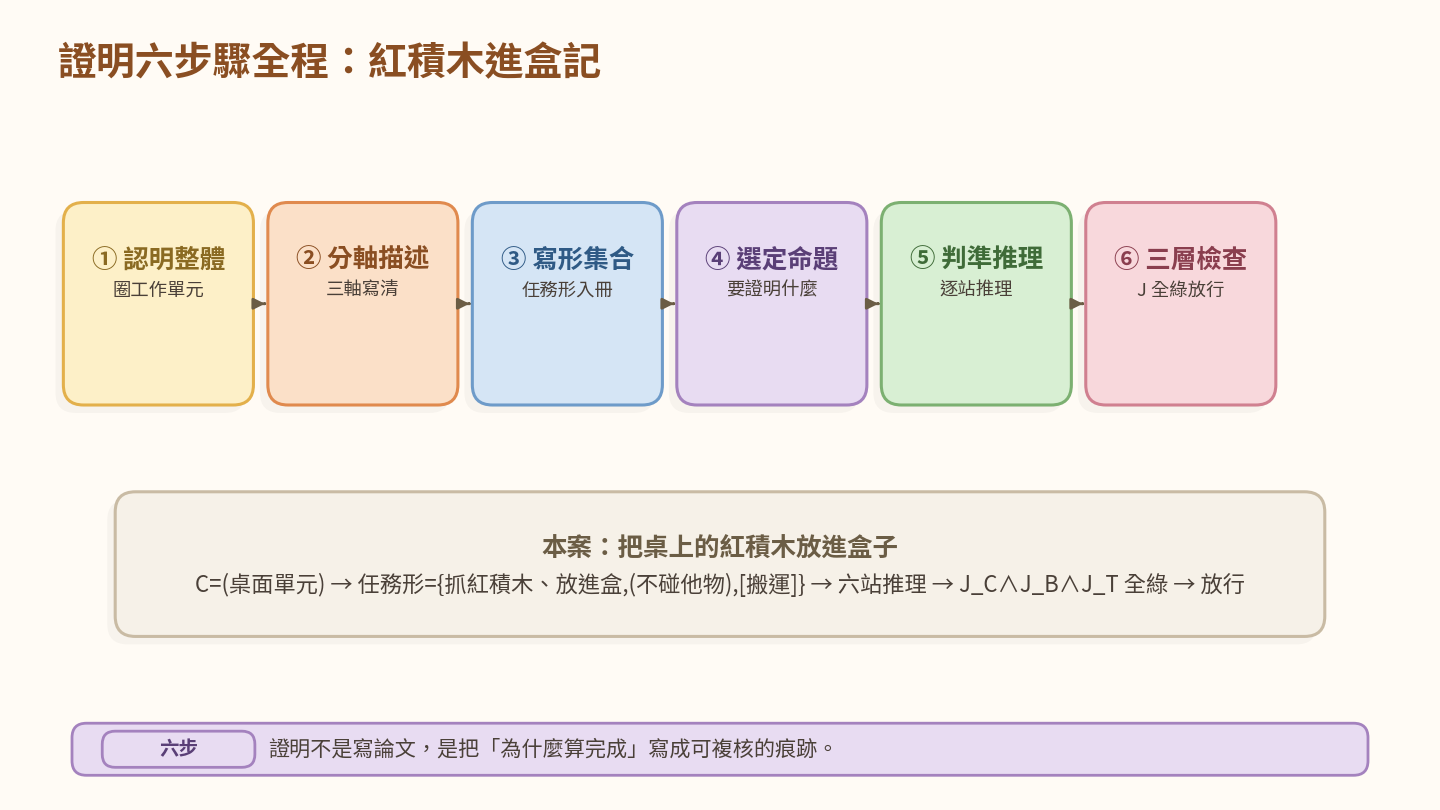 證明六步驟全程：紅積木進盒記
① 認明整體
圈工作單元
② 分軸描述
三軸寫清
③ 寫形集合
任務形入冊
④ 選定命題
要證明什麼
⑤ 判準推理
逐站推理
⑥ 三層檢查
J 全綠放行
本案：把桌上的紅積木放進盒子
C=(桌面單元) → 任務形={抓紅積木、放進盒,(不碰他物),[搬運]} → 六站推理 → J_C∧J_B∧J_T 全綠 → 放行
六步
證明不是寫論文，是把「為什麼算完成」寫成可複核的痕跡。